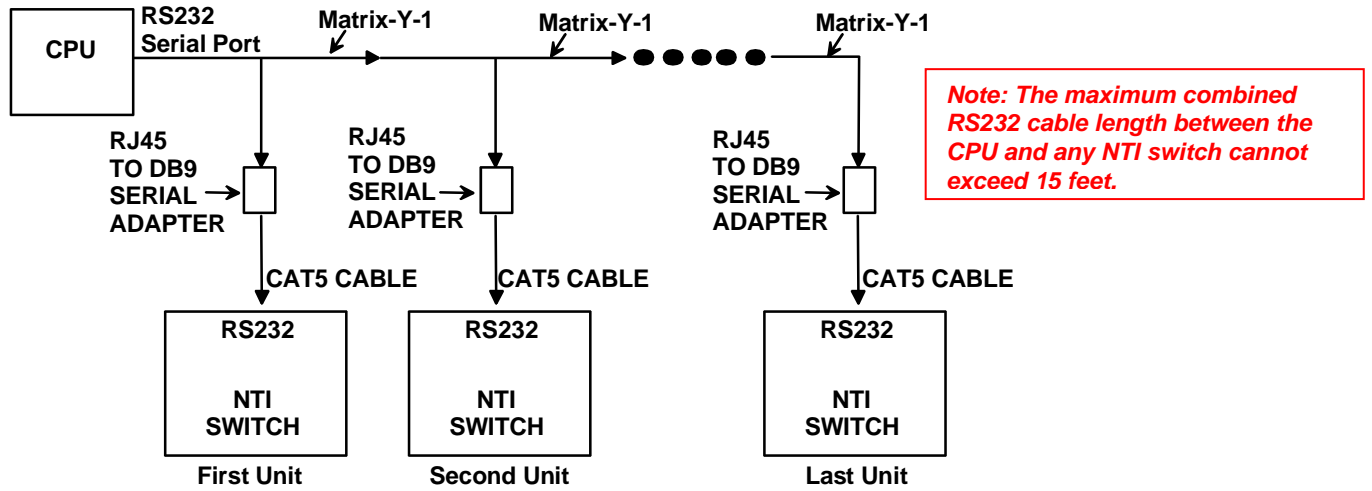 CPU
RS232
Serial Port
Matrix-Y-1
Matrix-Y-1
Matrix-Y-1
Note: The maximum combined
RS232 cable length between the
CPU and any NTI switch cannot
exceed 15 feet.
RJ45
TO DB9
SERIAL
ADAPTER
RJ45
TO DB9
SERIAL
ADAPTER
RJ45
TO DB9
SERIAL
ADAPTER
CAT5 CABLE
CAT5 CABLE
CAT5 CABLE
RS232
NTI
SWITCH
First Unit
RS232
NTI
SWITCH
Second Unit
RS232
NTI
SWITCH
Last Unit